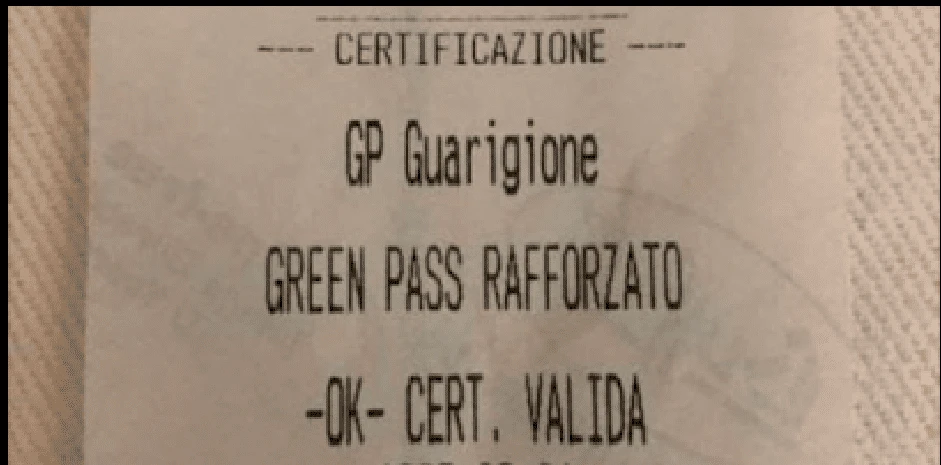 --- CERTIFICAZIONE ---
GP Guarigione
GREEN PASS RAFFORZATO
-OK- CERT. VALIDA